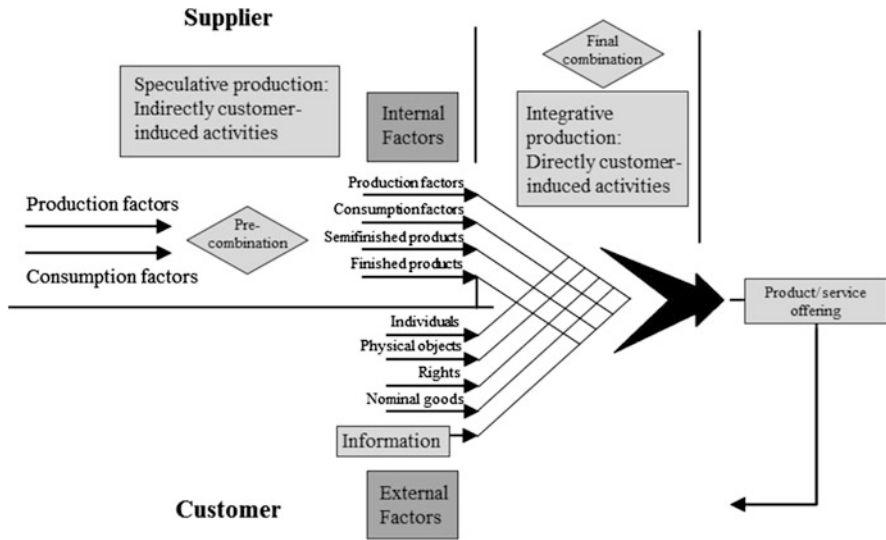 Supplier
Final
combination
Speculative production:
Indirectly customer-
induced activities
Internal
Factors
Integrative
production:
Directly customer-
induced activities
Production factors
Consumption factors
Pre-
combination
Production factors
Consumption factors
Semifinished products
Finished products
Individuals
Physical objects
Rights
Nominal goods
Information
Product/ service
offering
Customer
External
Factors